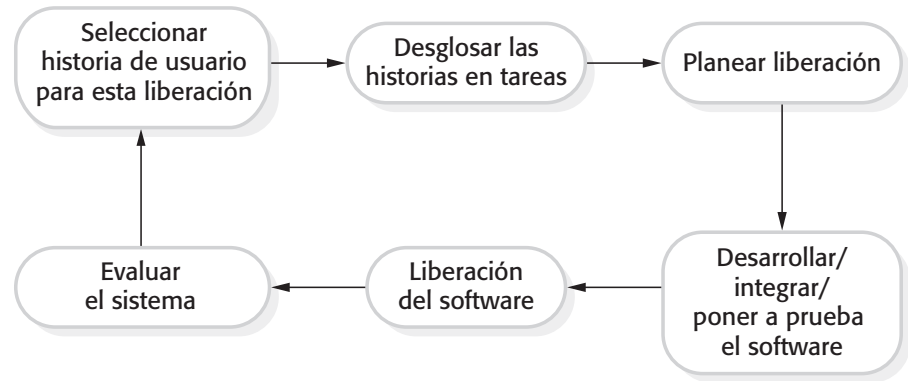 Seleccionar
historia de usuario
para esta liberación
Desglosar las
historias en tareas
Planear liberación
Desarrollar/
integrar/
poner a prueba
el software
Liberación
del software
Evaluar
el sistema